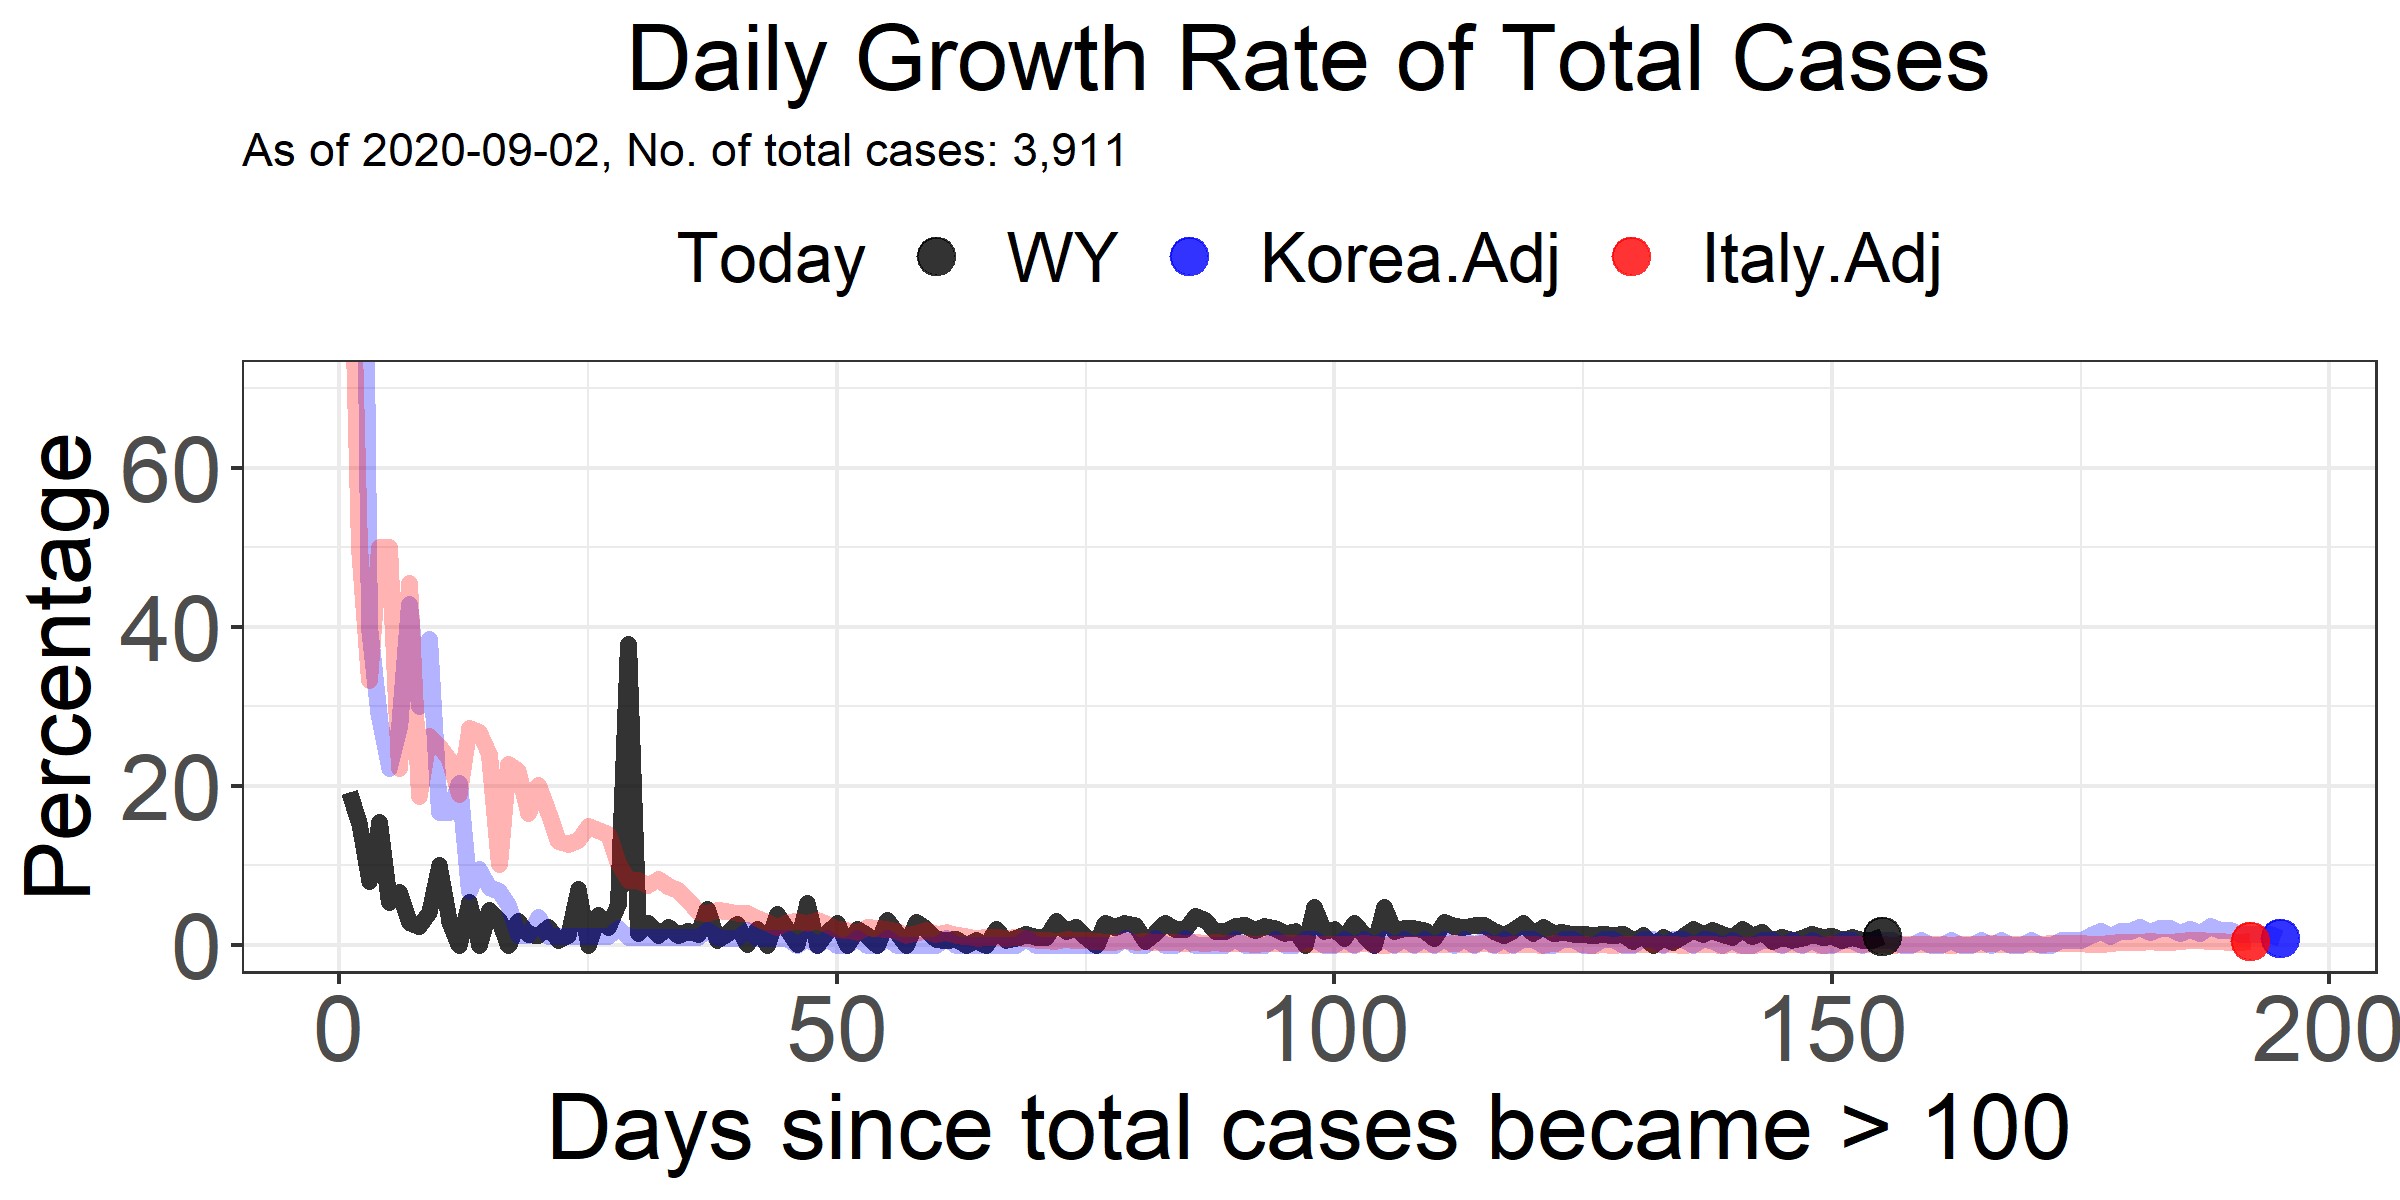 Daily Growth Rate of Total Cases
As of 2020-09-02, No. of total cases: 3,911
Today WY Korea.Adj Italy.Adj
Percentage
60
40
20
0
0 50 100 150 200
Days since total cases became > 100